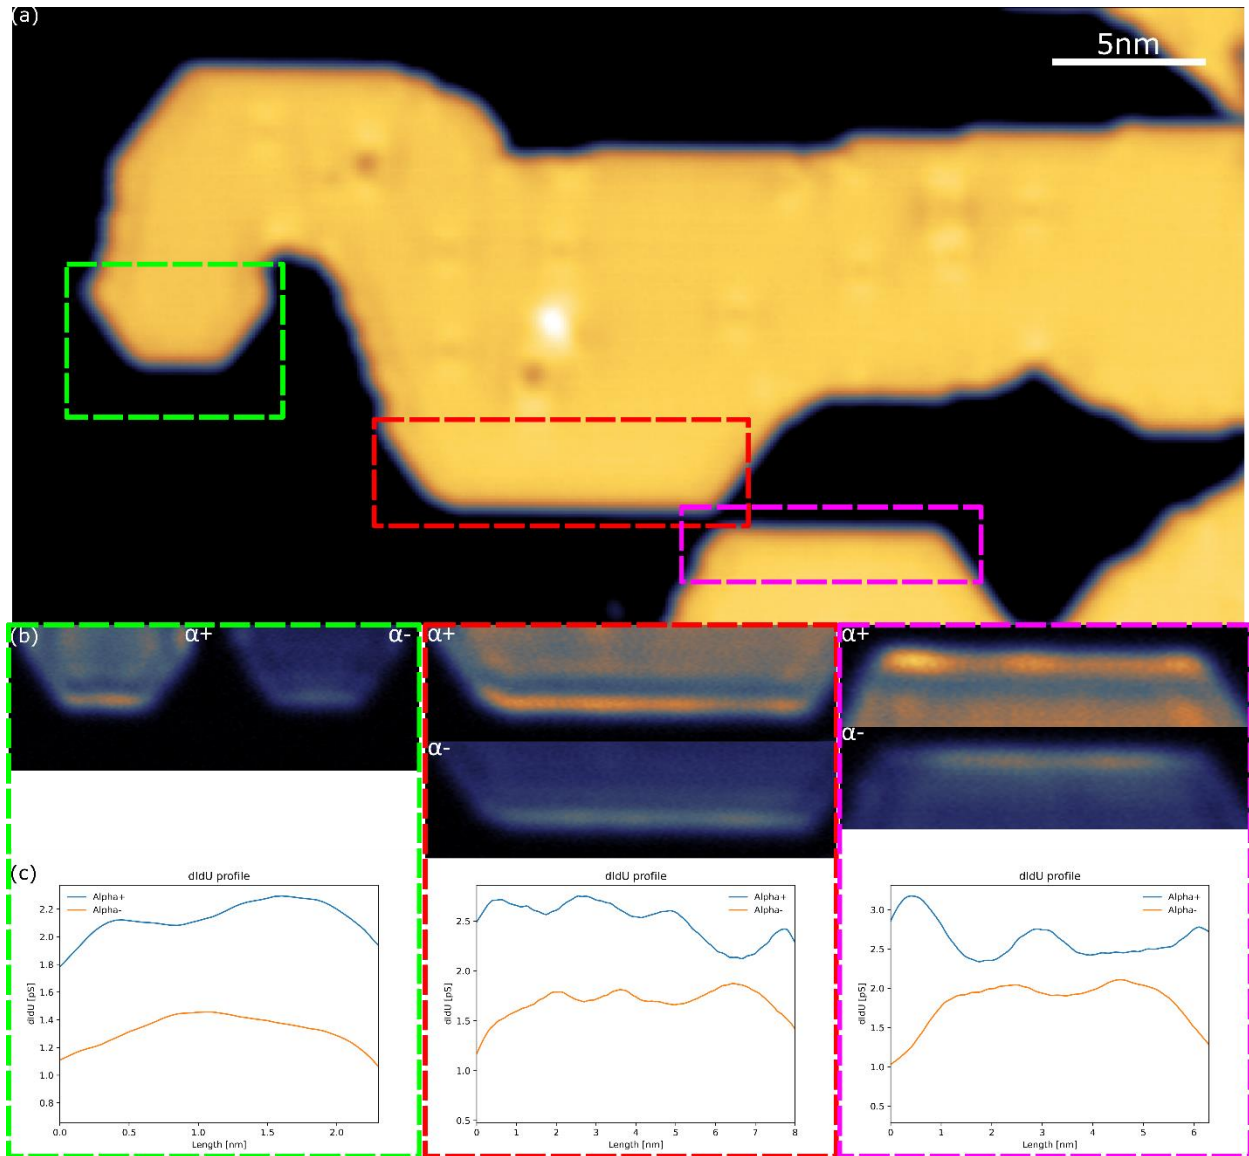 (a)
5nm
(b)
α+
α-
α+
α-
α+
α-
(c)
dIdU profile
Alpha+
Alpha-
dIdU [pS]
2.2
2.0
1.8
1.6
1.4
1.2
1.0
0.8
0.0 0.5 1.0 1.5 2.0
Length [nm]
dIdU profile
Alpha+
Alpha-
dIdU [pS]
2.5
2.0
1.5
1.0
0.5
0 1 2 3 4 5 6 7 8
Length [nm]
dIdU profile
Alpha+
Alpha-
dIdU [pS]
3.0
2.5
2.0
1.5
1.0
0.5
0 1 2 3 4 5 6
Length [nm]